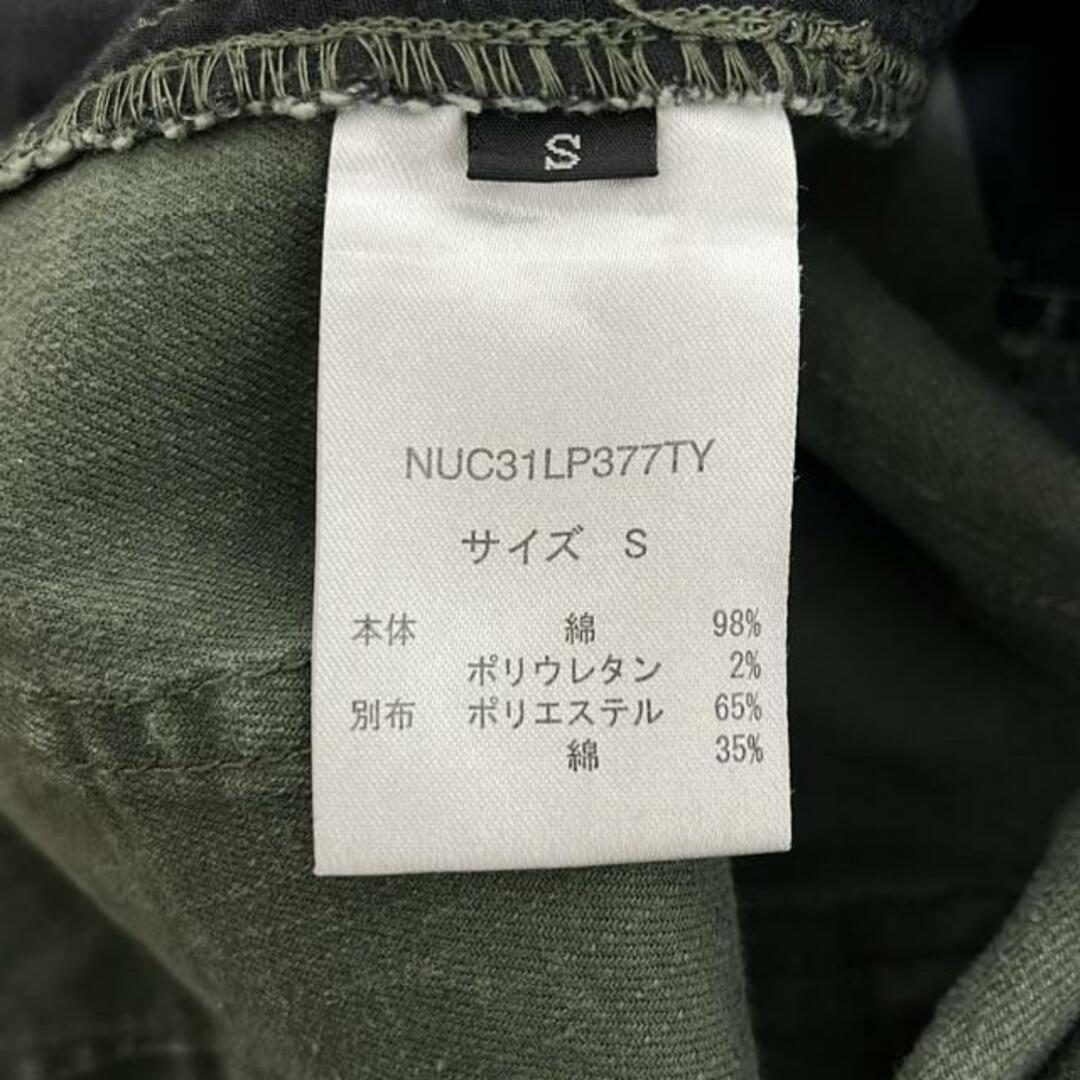 S
NUC31LP377TY
サイズ S
本体 綿 98%
ポリウレタン 2%
別布 ポリエステル 65%
綿 35%